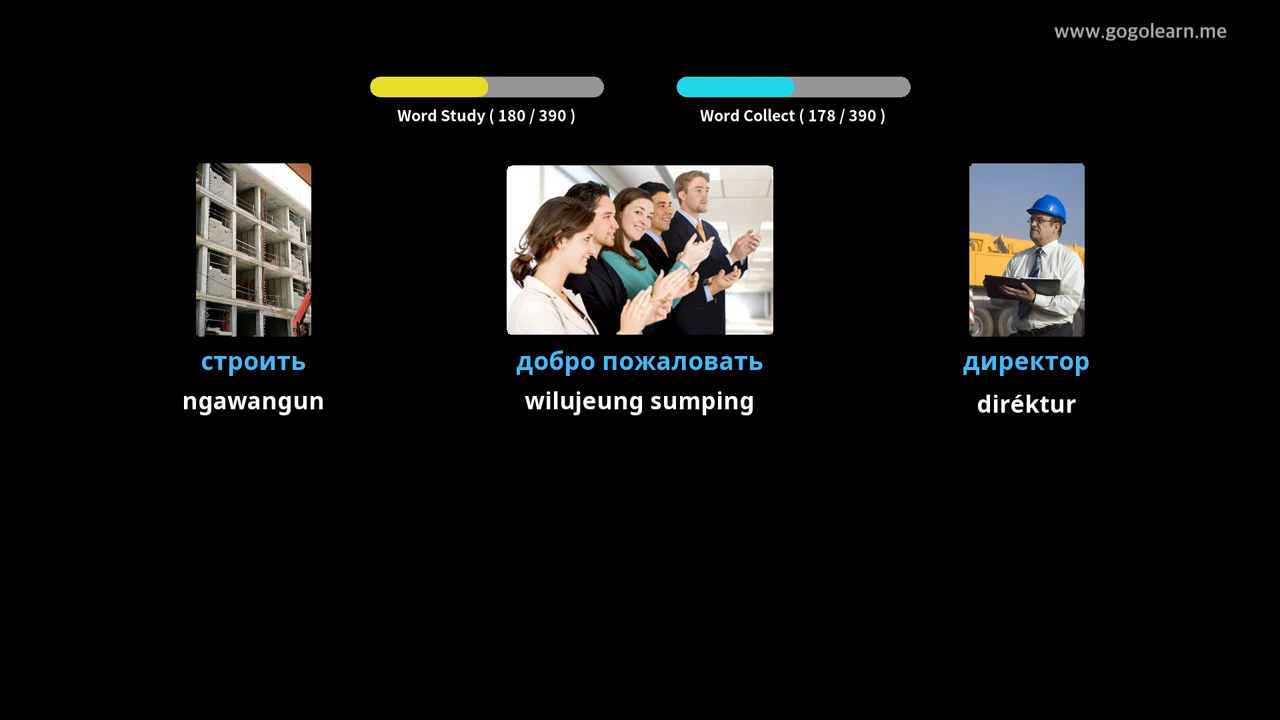 www.gogolearn.me
Word Study ( 180 / 390 )
Word Collect ( 178 / 390 )
строить
ngawangun
добро пожаловать
wilujeung sumping
директор
diréktur